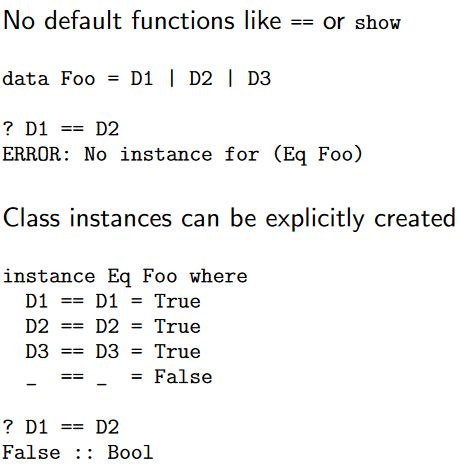 No default functions like == or show
data Foo = D1 | D2 | D3
? D1 == D2
ERROR: No instance for (Eq Foo)
Class instances can be explicitly created
instance Eq Foo where
  D1 == D1 = True
  D2 == D2 = True
  D3 == D3 = True
  _  == _  = False
? D1 == D2
False :: Bool